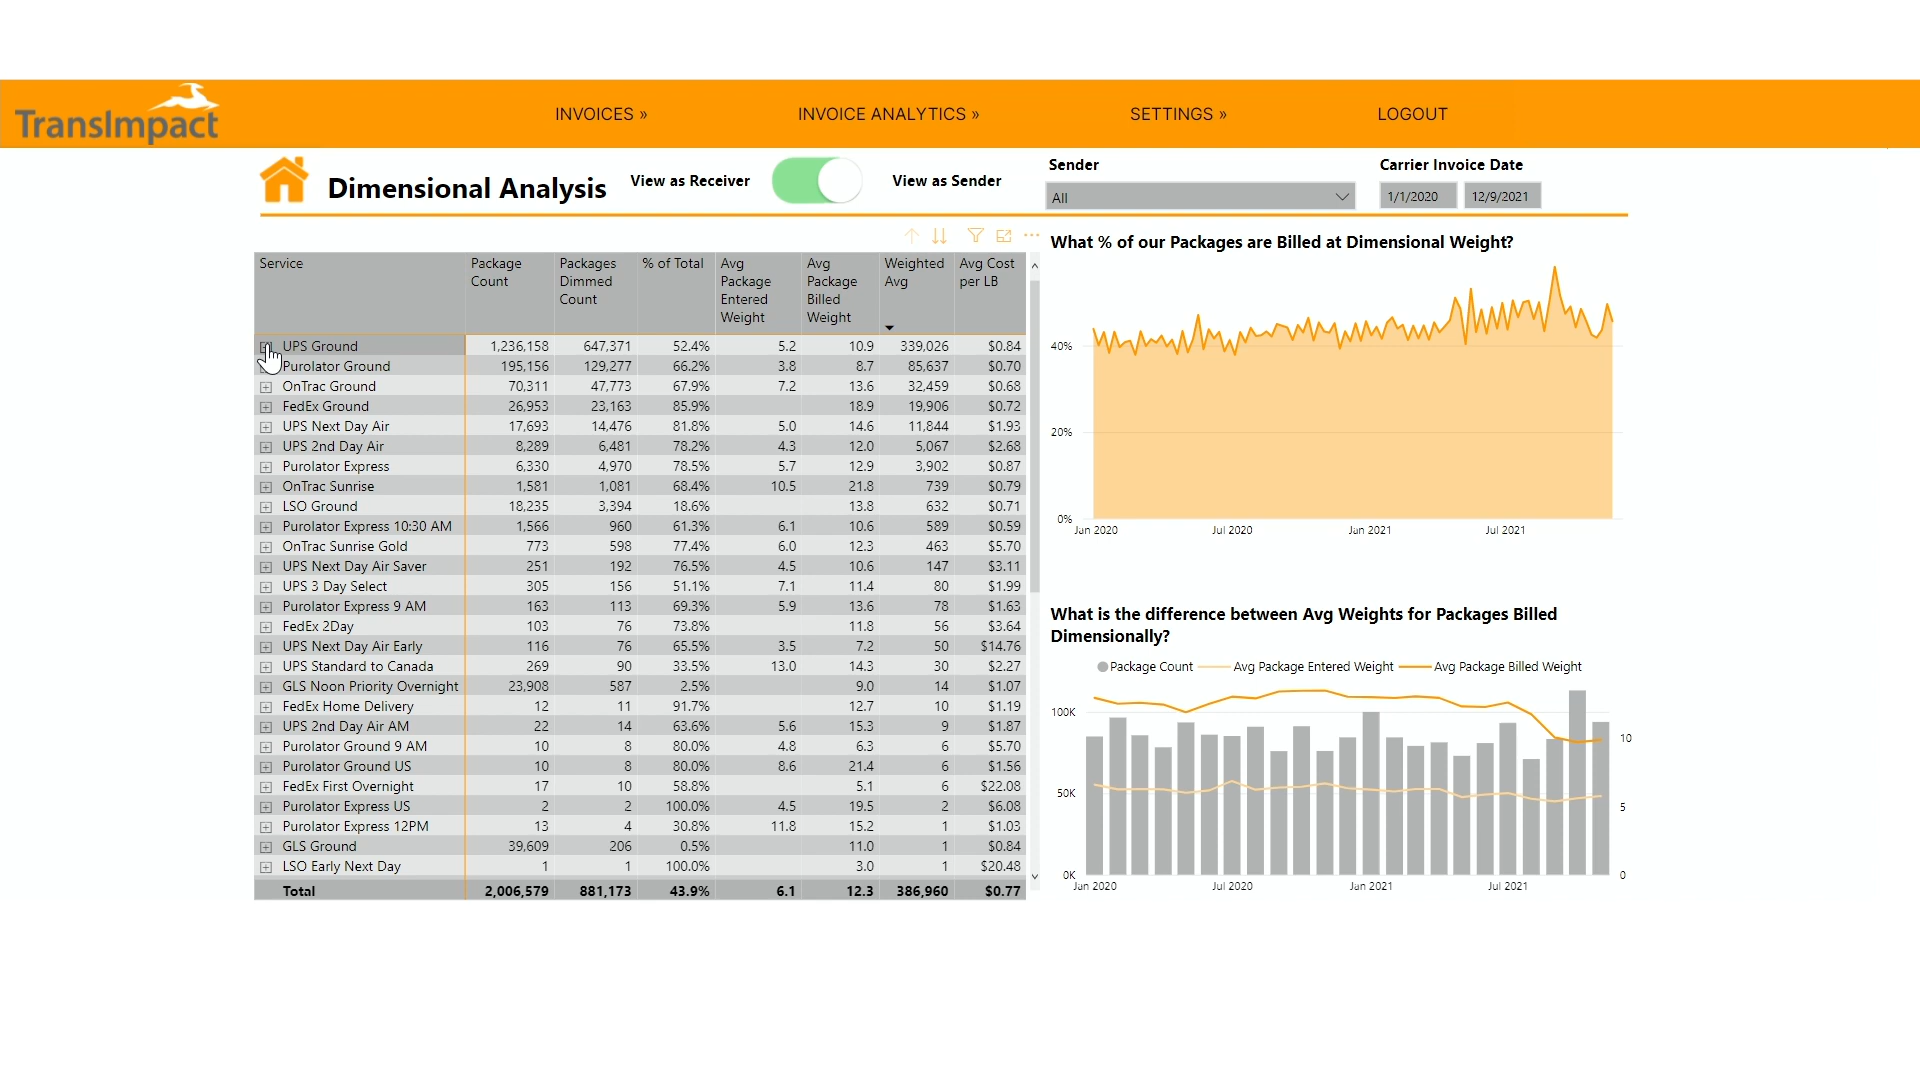 TransImpact
INVOICES »
INVOICE ANALYTICS »
SETTINGS »
LOGOUT
Dimensional Analysis
View as Receiver
View as Sender
Sender
All
Carrier Invoice Date
1/1/2020 12/9/2021
Service
Package Count
Packages Dimmed Count
% of Total
Avg Package Entered Weight
Avg Package Billed Weight
Weighted Avg
Avg Cost per LB
UPS Ground 1,236,158 647,371 52.4% 5.2 10.9 339,026 $0.84
Purolator Ground 195,156 129,277 66.2% 3.8 8.7 85,637 $0.70
OnTrac Ground 70,311 47,773 67.9% 7.2 13.6 32,459 $0.68
FedEx Ground 26,953 23,163 85.9% 18.9 19,906 $0.72
UPS Next Day Air 17,693 14,476 81.8% 5.0 14.6 11,844 $1.93
UPS 2nd Day Air 8,289 6,481 78.2% 4.3 12.0 5,067 $2.68
Purolator Express 6,330 4,970 78.5% 5.7 12.9 3,902 $0.87
OnTrac Sunrise 1,581 1,081 68.4% 10.5 21.8 739 $0.79
LSO Ground 18,235 3,394 18.6% 13.8 632 $0.71
Purolator Express 10:30 AM 1,566 960 61.3% 6.1 10.6 589 $0.59
OnTrac Sunrise Gold 773 598 77.4% 6.0 12.3 463 $5.70
UPS Next Day Air Saver 251 192 76.5% 4.5 10.6 147 $3.11
UPS 3 Day Select 305 156 51.1% 7.1 11.4 80 $1.99
Purolator Express 9 AM 163 113 69.3% 5.9 13.6 78 $1.63
FedEx 2Day 103 76 73.8% 11.8 56 $3.64
UPS Next Day Air Early 116 76 65.5% 3.5 7.2 50 $14.76
UPS Standard to Canada 269 90 33.5% 13.0 14.3 30 $2.27
GLS Noon Priority Overnight 23,908 587 2.5% 9.0 14 $1.07
FedEx Home Delivery 12 11 91.7% 12.7 10 $1.19
UPS 2nd Day Air AM 22 14 63.6% 5.6 15.3 9 $1.87
Purolator Ground 9 AM 10 8 80.0% 4.8 6.3 6 $5.70
Purolator Ground US 10 8 80.0% 8.6 21.4 6 $1.56
FedEx First Overnight 17 10 58.8% 5.1 6 $22.08
Purolator Express US 2 2 100.0% 4.5 19.5 2 $6.08
Purolator Express 12PM 13 4 30.8% 11.8 15.2 1 $1.03
GLS Ground 39,609 206 0.5% 11.0 1 $0.84
LSO Early Next Day 1 1 100.0% 3.0 1 $20.48
Total 2,006,579 881,173 43.9% 6.1 12.3 386,960 $0.77
What % of our Packages are Billed at Dimensional Weight?
40%
20%
0%
Jan 2020 Jul 2020 Jan 2021 Jul 2021
What is the difference between Avg Weights for Packages Billed
Dimensionally?
Package Count Avg Package Entered Weight Avg Package Billed Weight
100K
10
50K
5
0K 0
Jan 2020 Jul 2020 Jan 2021 Jul 2021